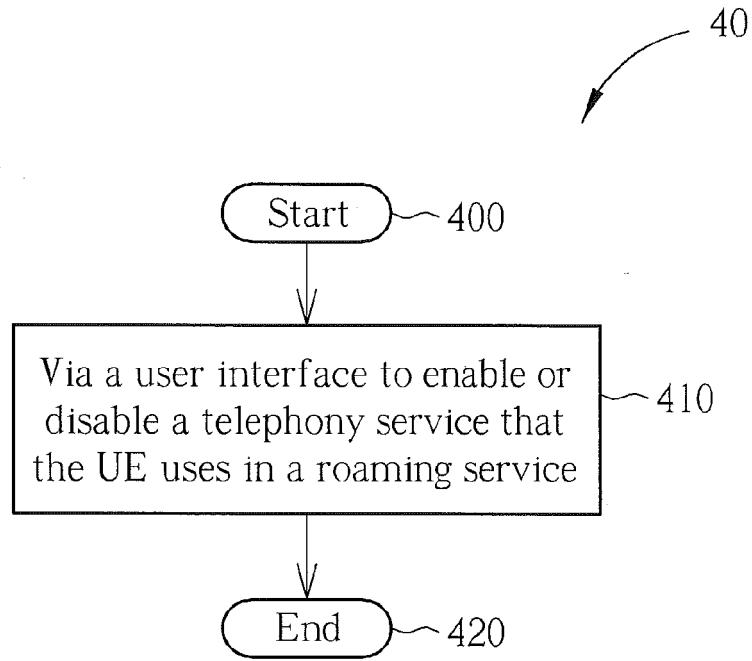 40
Start
400
Via a user interface to enable or
disable a telephony service that
the UE uses in a roaming service
410
End
420